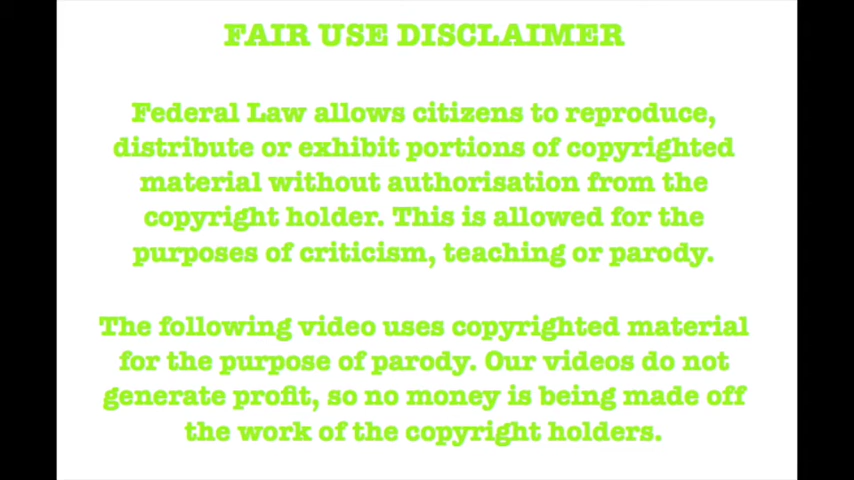 FAIR USE DISCLAIMER
Federal Law allows citizens to reproduce,
distribute or exhibit portions of copyrighted
material without authorisation from the
copyright holder. This is allowed for the
purposes of criticism, teaching or parody.
The following video uses copyrighted material
for the purpose of parody. Our videos do not
generate profit, so no money is being made off
the work of the copyright holders.